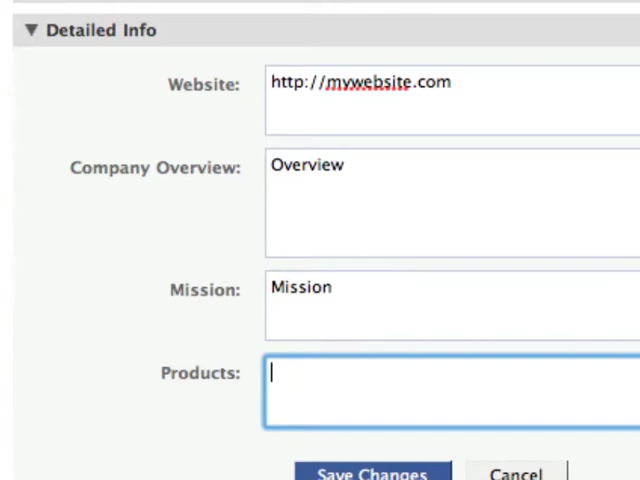 ▼ Detailed Info
Website: http://mywebsite.com
Company Overview: Overview
Mission: Mission
Products:
Save Changes Cancel